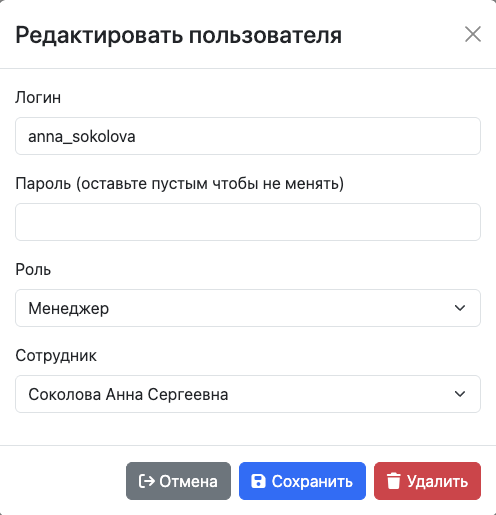 Редактировать пользователя
Логин
anna_sokolova
Пароль (оставьте пустым чтобы не менять)
Роль
Менеджер
Сотрудник
Соколова Анна Сергеевна
Отмена Сохранить Удалить